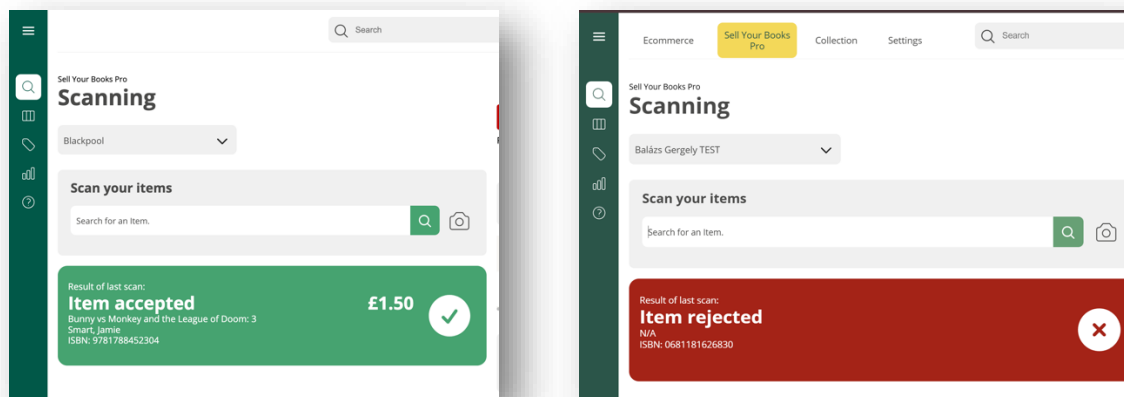 Search
Sell Your Books Pro
Scanning
Blackpool
Scan your items
Search for an Item.
Result of last scan:
Item accepted
£1.50
Bunny vs Monkey and the League of Doom: 3
Smart, Jamie
ISBN: 9781788452304
Ecommerce
Sell Your Books
Pro
Collection
Settings
Search
Sell Your Books Pro
Scanning
Balázs Gergely TEST
Scan your items
Search for an Item.
Result of last scan:
Item rejected
N/A
ISBN: 0681181626830